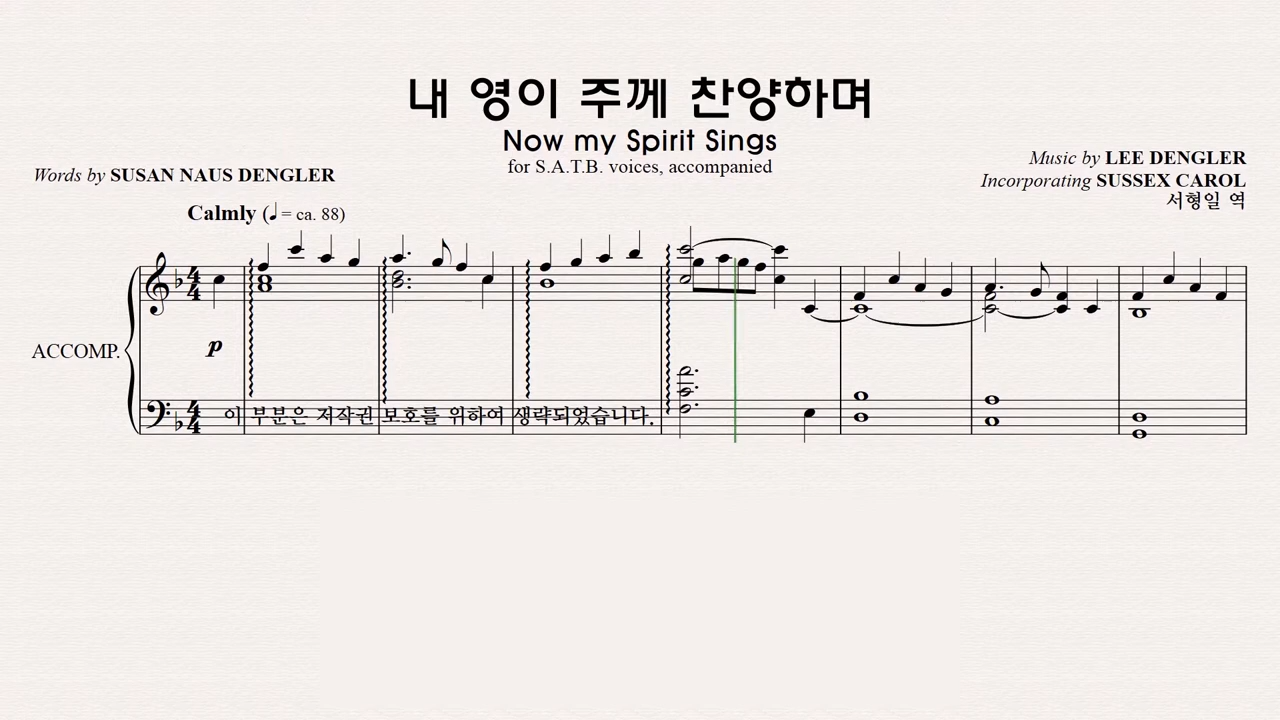 내 영이 주께 찬양하며
Now my Spirit Sings
for S.A.T.B. voices, accompanied
Words by SUSAN NAUS DENGLER
Music by LEE DENGLER
Incorporating SUSSEX CAROL
서형일 역
Calmly (♩ = ca. 88)
p
ACCOMP.
이 부분은 저작권 보호를 위하여 생략되었습니다.